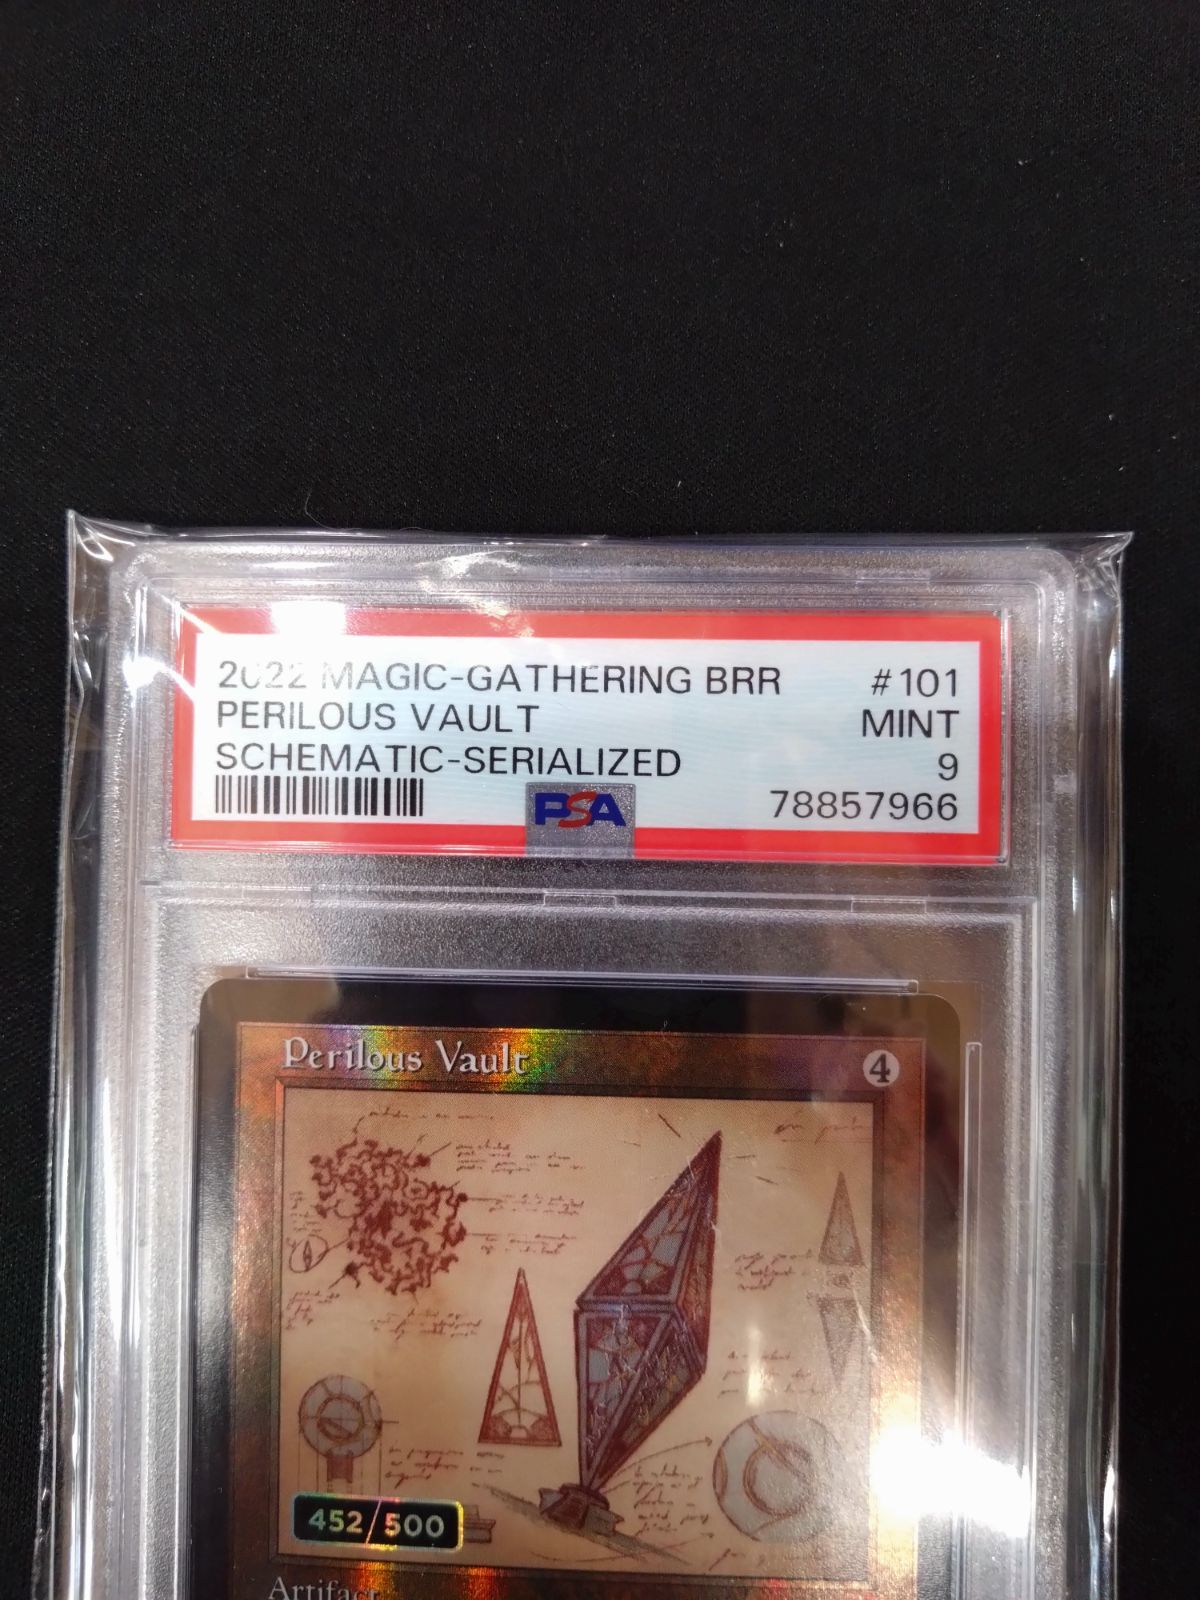 2022 MAGIC-GATHERING BRR #101
PERILOUS VAULT MINT
SCHEMATIC-SERIALIZED 9
PSA 78857966
Perilous Vault 4
452/500
Artifact